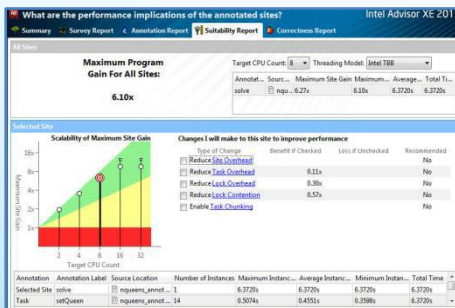 What are the performance implications of the annotated sites? Intel Advisor XE 201
Summary Survey Report Annotation Report Suitability Report Correctness Report
All Sites
Maximum Program Gain For All Sites:
6.10x
Target CPU Count: 8 Threading Model: Intel TBB
Annotat... Sourc... Maximum Site Gain Maximum... Average... Total Ti...
solve nqu... 6.27x 6.10x 6.3720s 6.3720s
Selected Site
Scalability of Maximum Site Gain
Maximum Site Gain
16x
8x
4x
2x
1x
2 4 8 16 32
Target CPU Count
Changes I will make to this site to improve performance
Type of Change Benefit if Checked Loss if Unchecked Recommended
Reduce Site Overhead No
Reduce Task Overhead 0.11x No
Reduce Lock Overhead 0.30x No
Reduce Lock Contention 0.57x No
Enable Task Chunking No
Annotation Annotation Label Source Location Number of Instances Maximum Instanc... Average Instanc... Minimum Instan... Total Time
Selected Site solve nqueens_annot... 1 6.3720s 6.3720s 6.3720s 6.3720s
Task setQueen nqueens_annot... 14 0.5074s 0.4551s 0.3598s 6.3720s